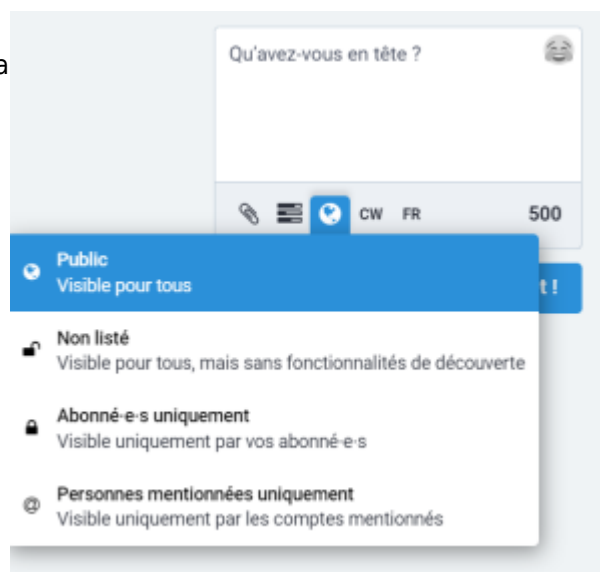 a
Qu'avez-vous en tête ?
CW FR 500
Public
Visible pour tous
t !
Non listé
Visible pour tous, mais sans fonctionnalités de découverte
Abonné·e·s uniquement
Visible uniquement par vos abonné·e·s
@ Personnes mentionnées uniquement
Visible uniquement par les comptes mentionnés